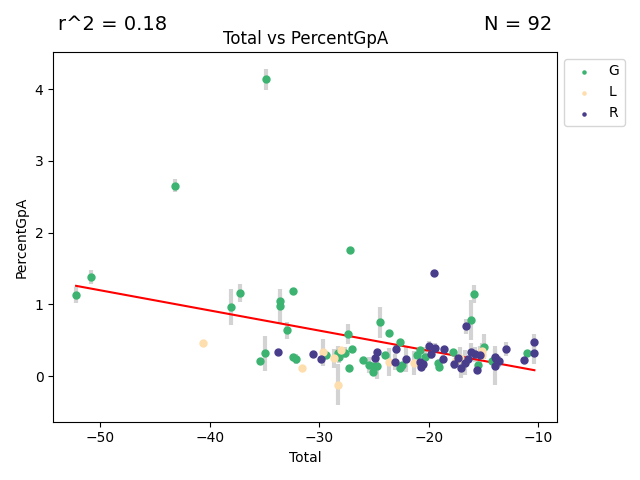 r^2 = 0.18
N = 92
Total vs PercentGpA
G
L
R
PercentGpA
4
3
2
1
0
−50
−40
−30
−20
−10
Total